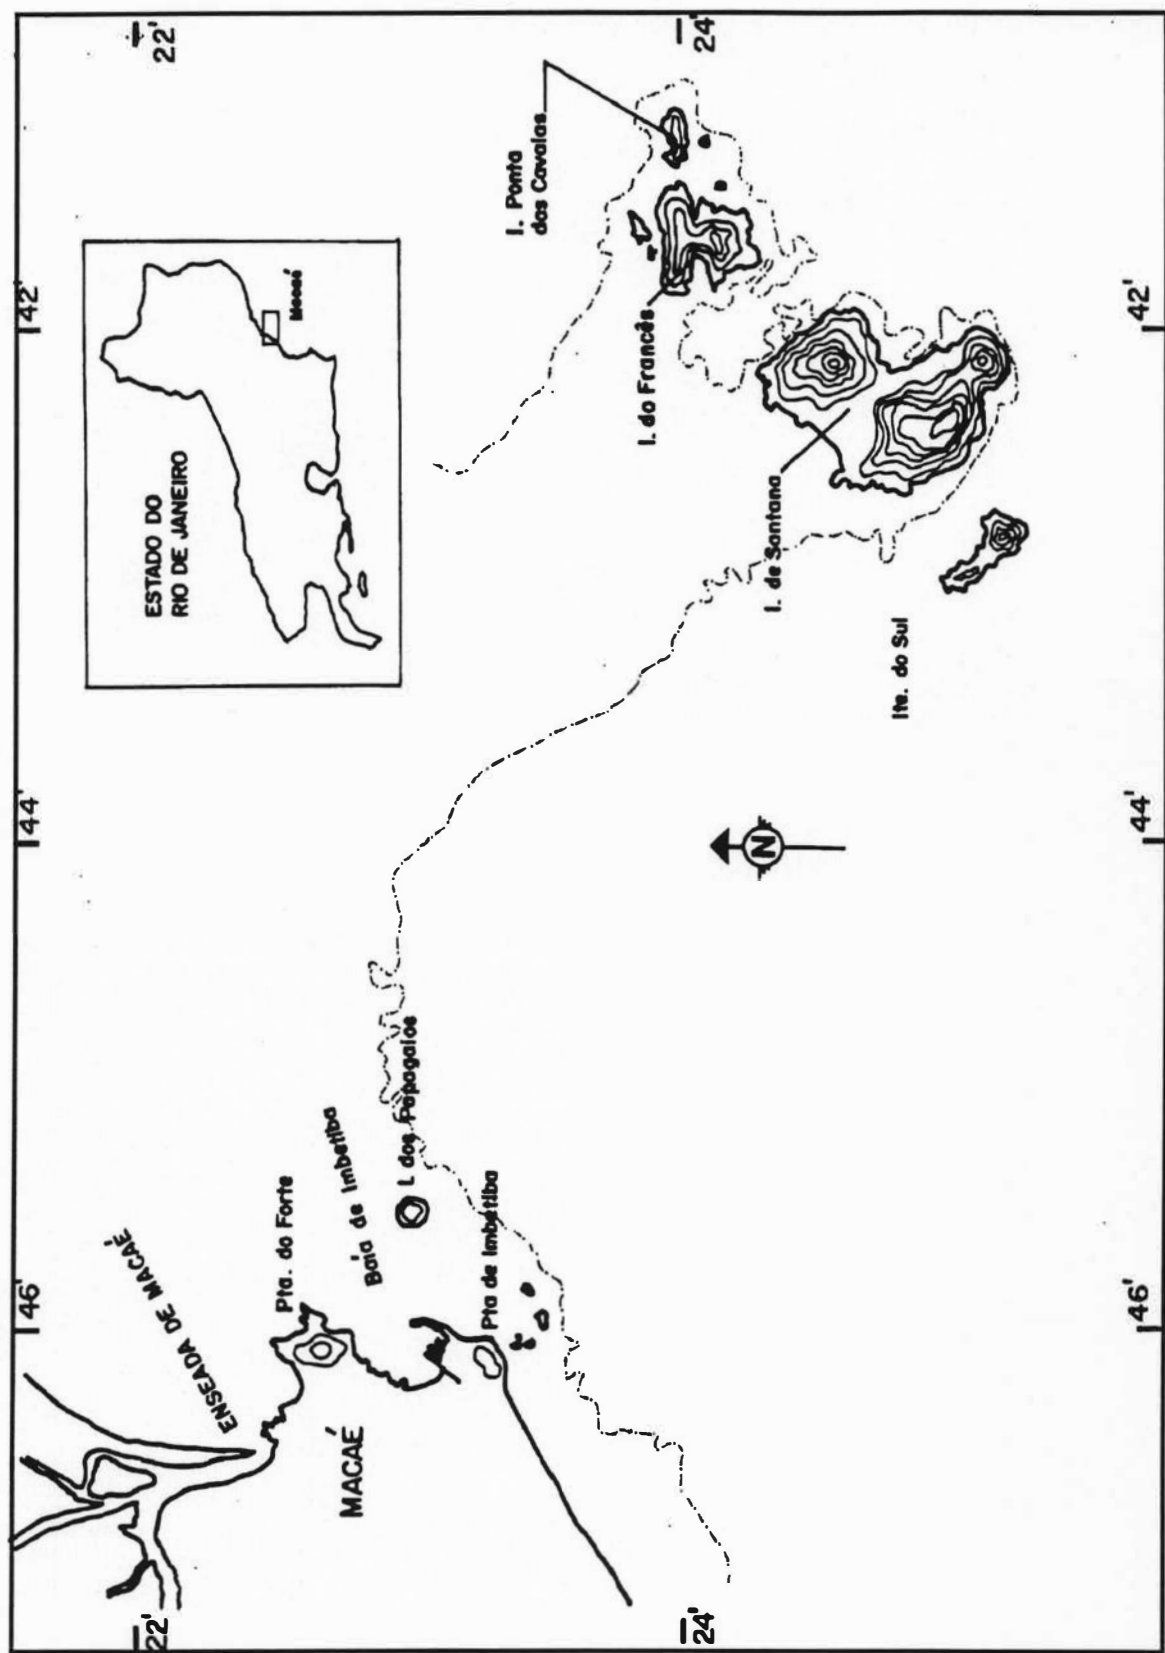 46'
44'
42'
22'
22'
ENSEADA DE MACAÉ
ESTADO DO
RIO DE JANEIRO
Macaé
Pta. do Forte
Baía de Imbetiba
MACAÉ
I. dos Papagaios
Pta de Imbetiba
I. Ponta
das Cavalas
I. do Francês
I. de Santana
Ite. do Sul
N
24'
24'
46'
44'
42'